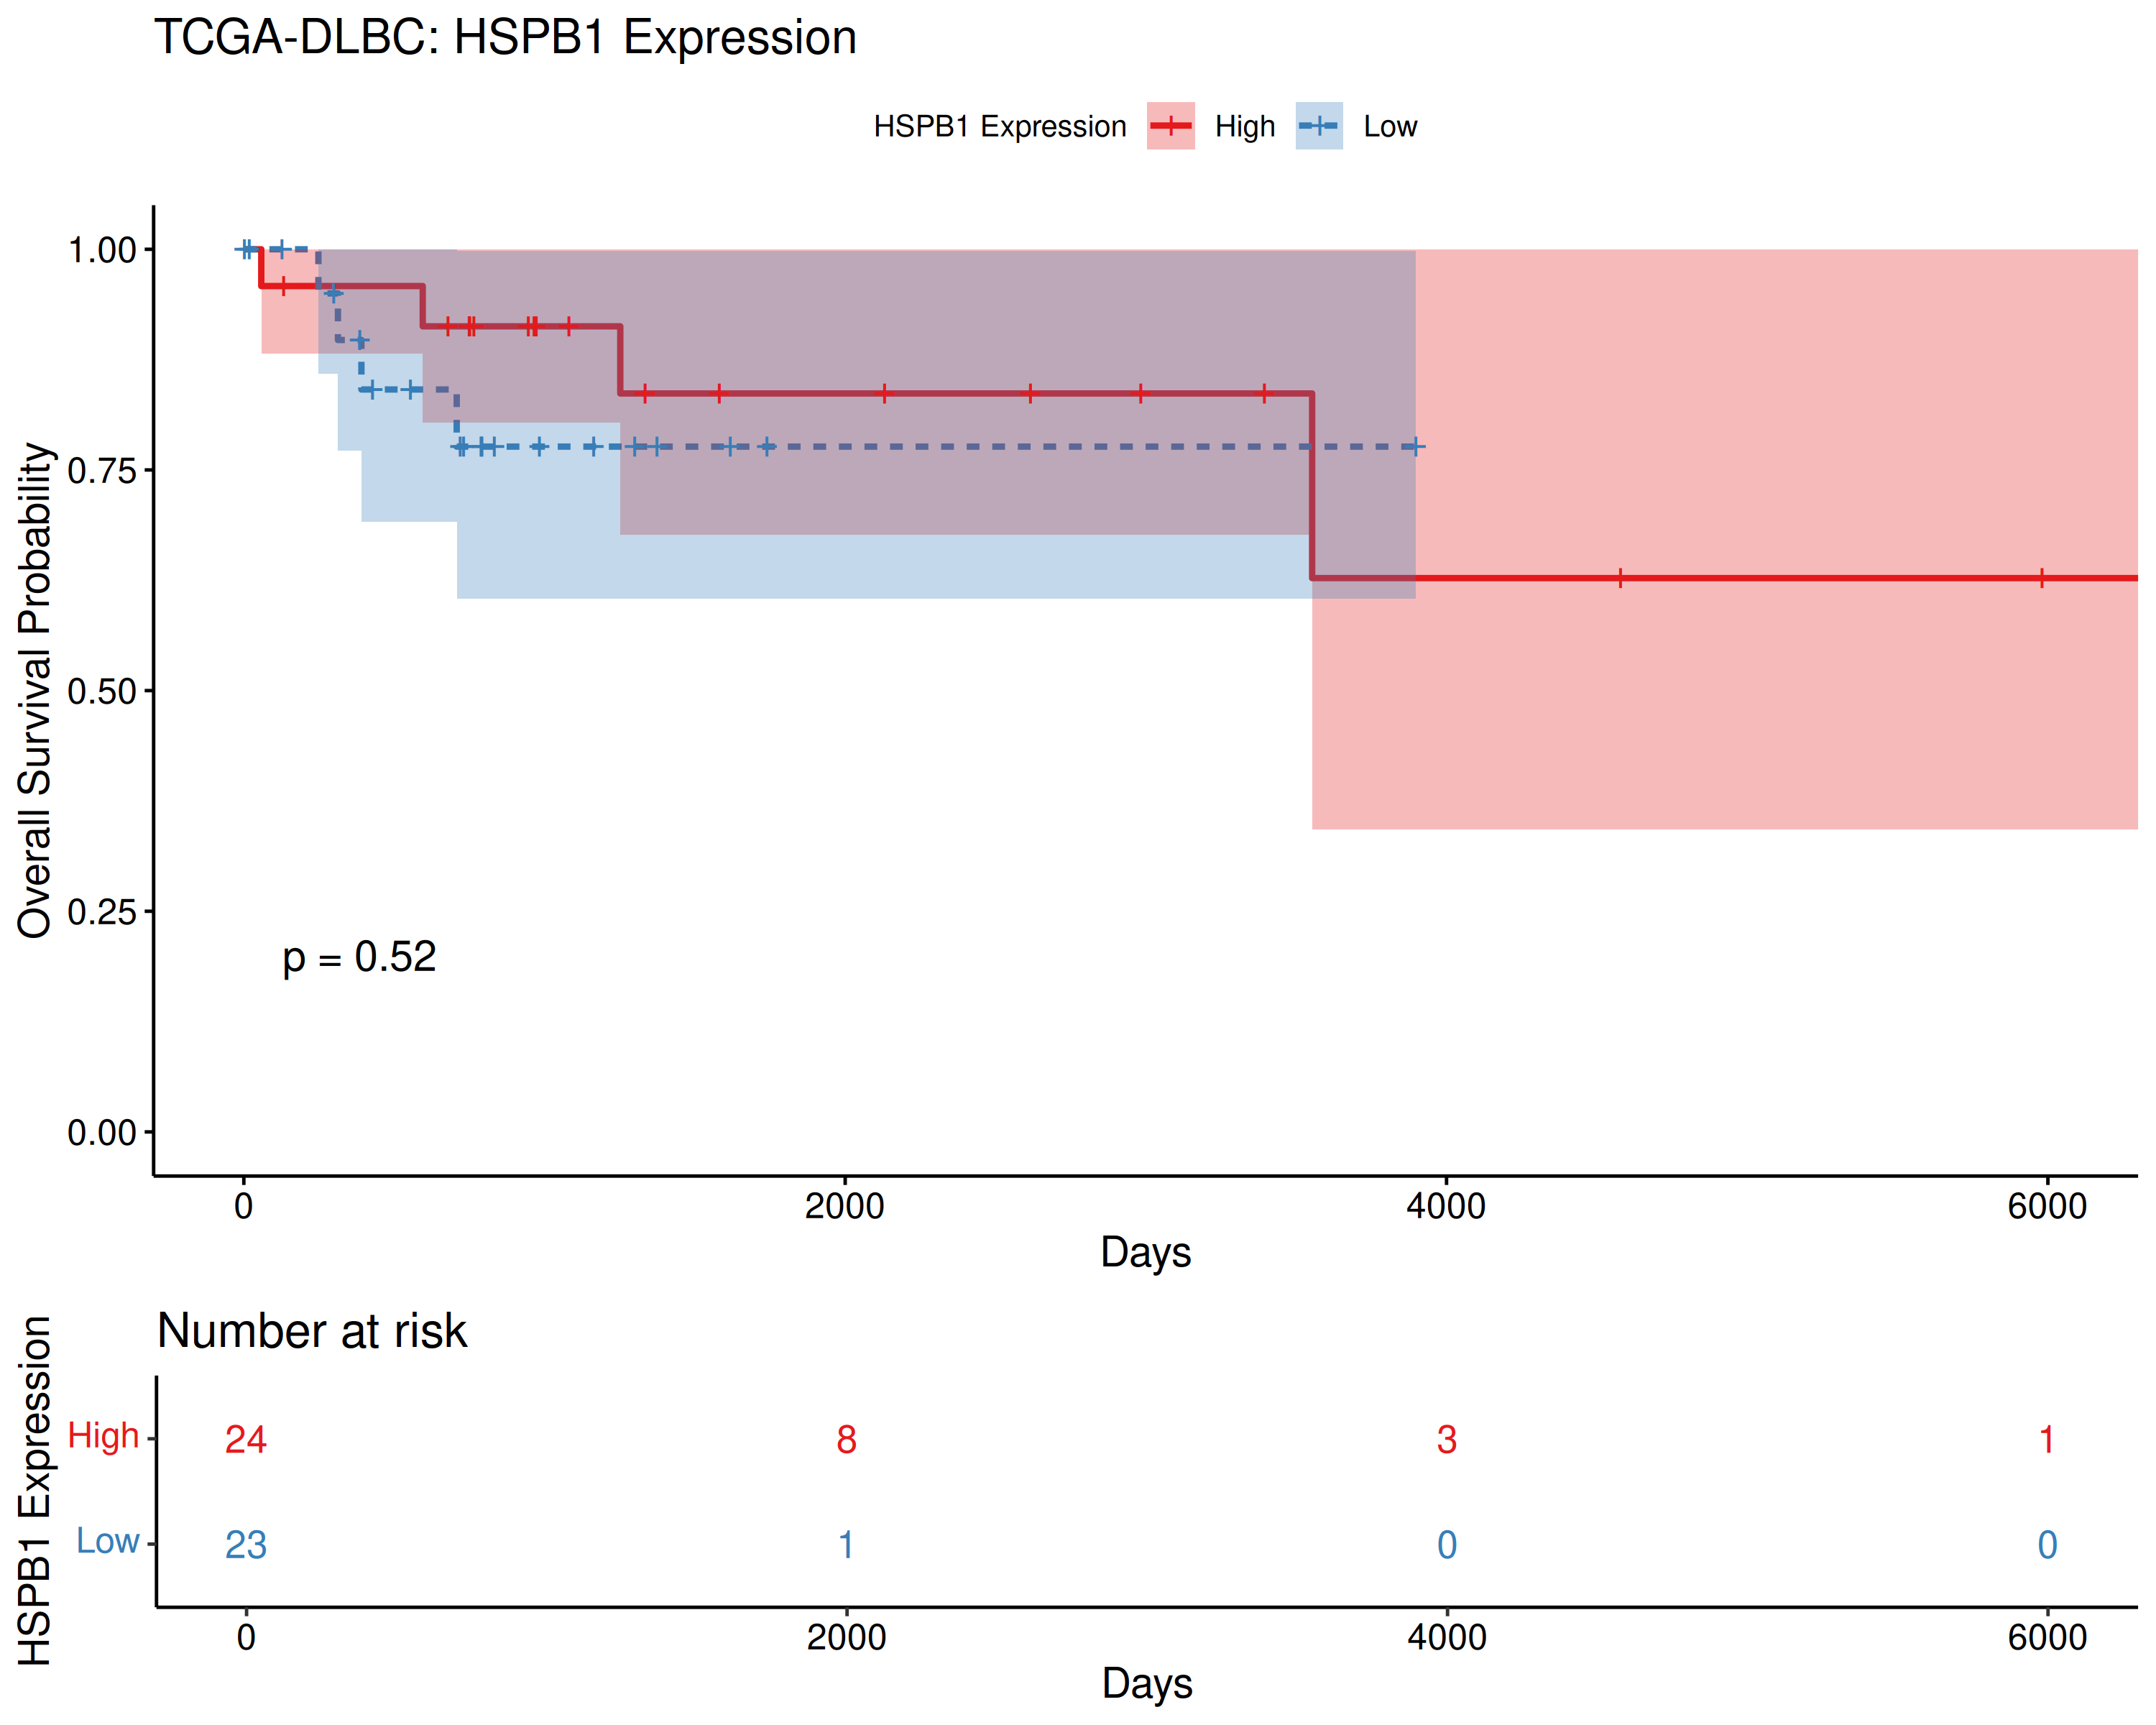 TCGA-DLBC: HSPB1 Expression
HSPB1 Expression High Low
Overall Survival Probability
1.00
0.75
0.50
0.25
0.00
p = 0.52
0 2000 4000 6000
Days
Number at risk
HSPB1 Expression
High 24 8 3 1
Low 23 1 0 0
0 2000 4000 6000
Days